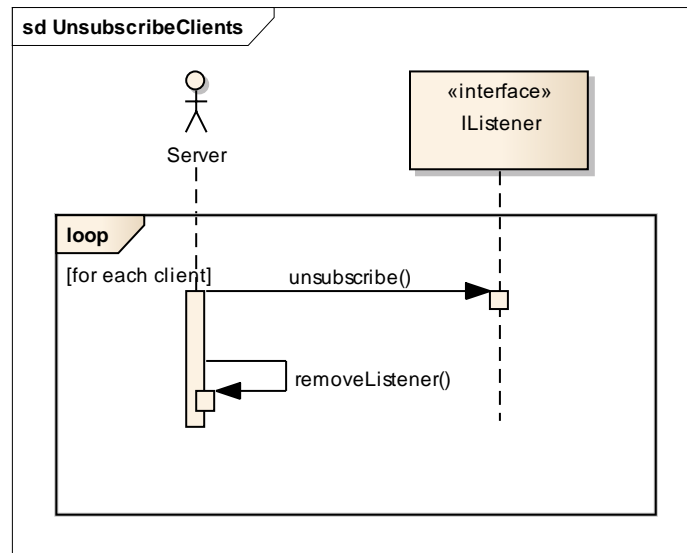 sd UnsubscribeClients
«interface»
IListener
Server
loop
[for each client]
unsubscribe()
removeListener()